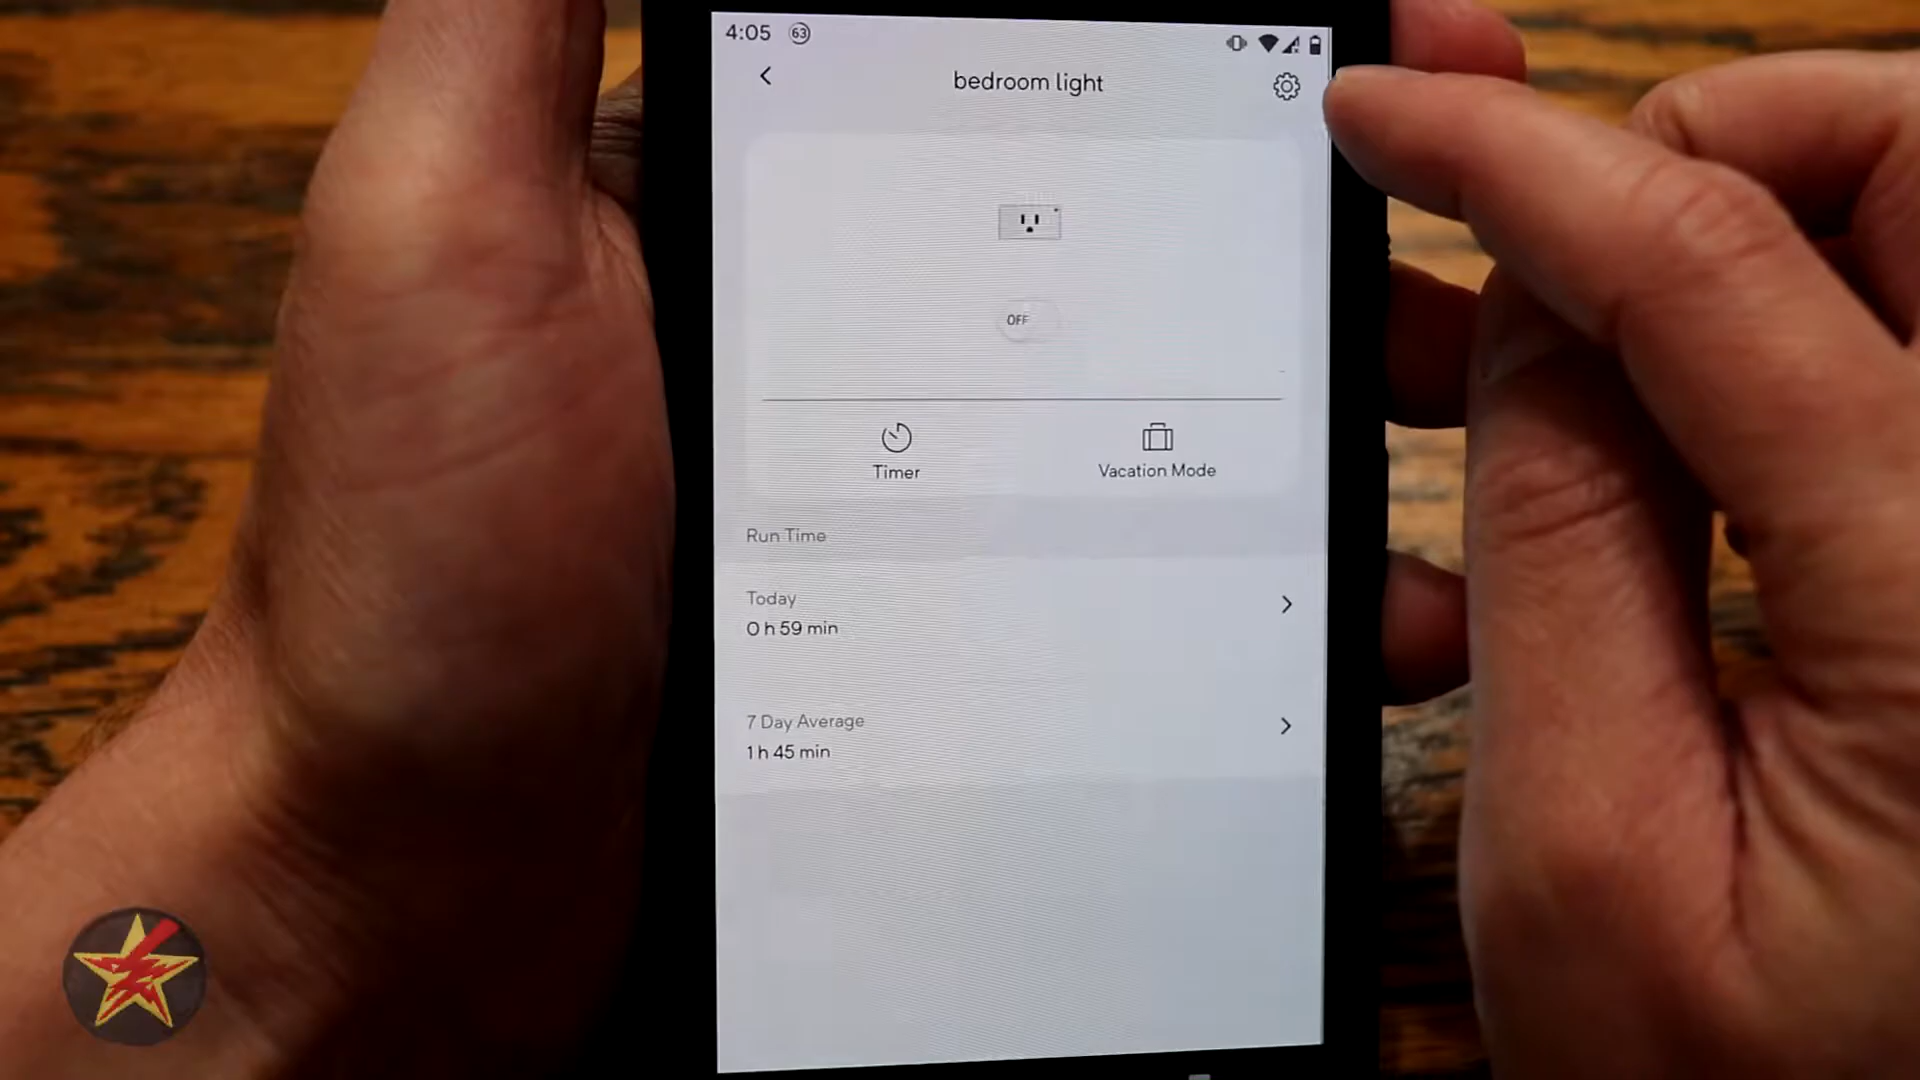 4:05 63
bedroom light
OFF
Timer
Vacation Mode
Run Time
Today
0 h 59 min
7 Day Average
1 h 45 min